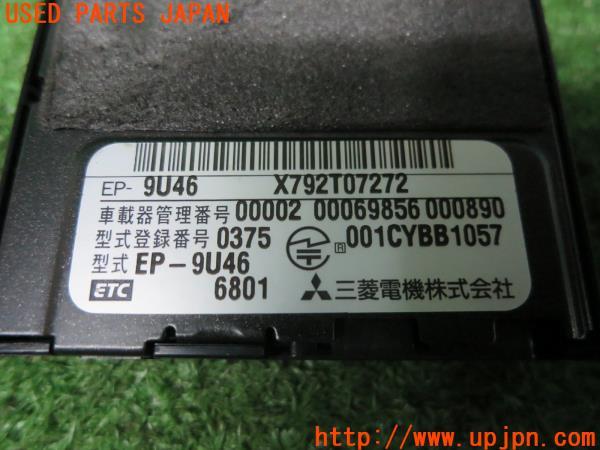 USED PARTS JAPAN
EP- 9U46 X792T07272
車載器管理番号 00002 00069856 000890
型式登録番号 0375 R 001CYBB1057
型式 EP-9U46
ETC 6801 三菱電機株式会社
http://www.upjpn.com